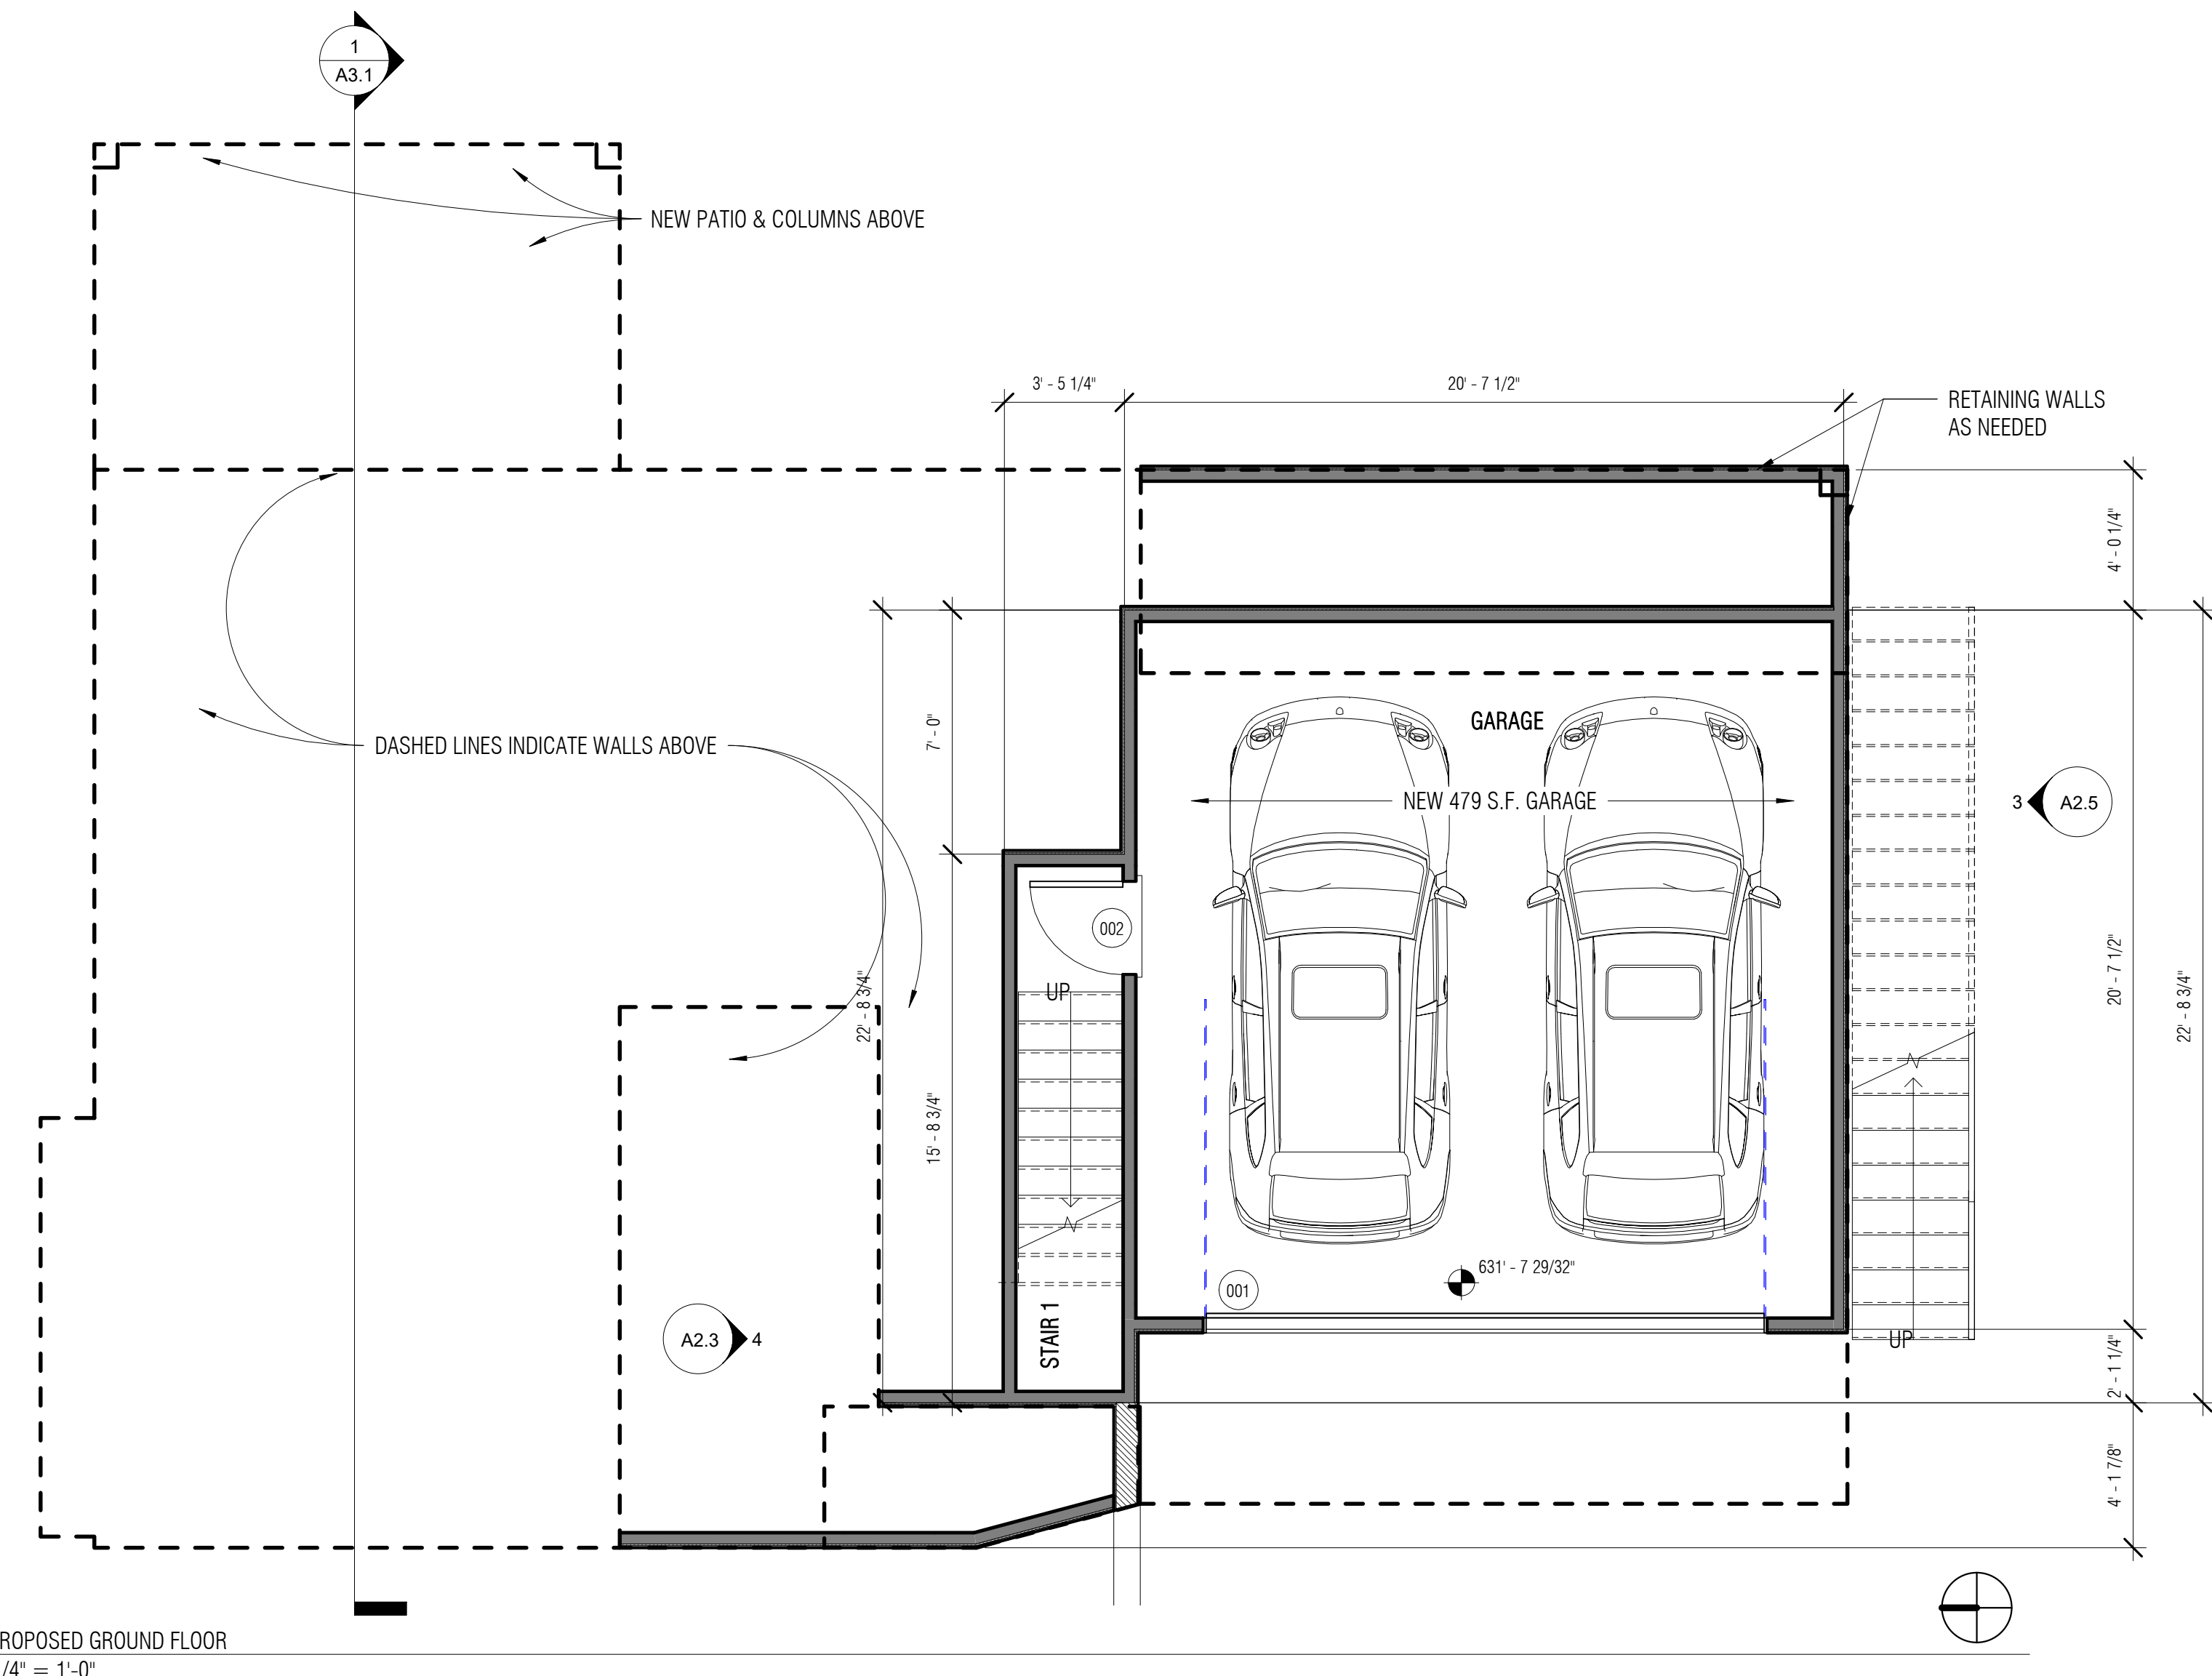 1
A3.1
NEW PATIO & COLUMNS ABOVE
3' - 5 1/4"
20' - 7 1/2"
RETAINING WALLS
AS NEEDED
4' - 0 1/4"
GARAGE
7' - 0"
DASHED LINES INDICATE WALLS ABOVE
NEW 479 S.F. GARAGE
3
A2.5
002
UP
22' - 8 3/4"
20' - 7 1/2"
22' - 8 3/4"
15' - 8 3/4"
631' - 7 29/32"
001
STAIR 1
A2.3
4
UP
2' - 1 1/4"
4' - 1 7/8"
ROPOSED GROUND FLOOR
/4" = 1'-0"